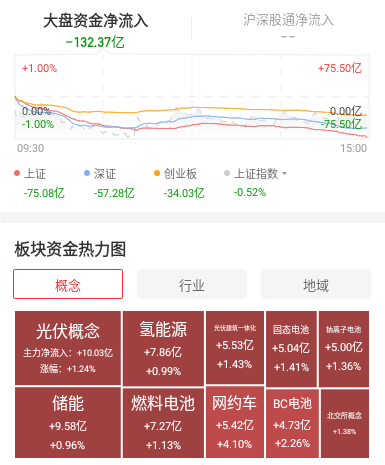 大盘资金净流入
沪深股通净流入
−132.37亿
−−
+1.00%
+75.50亿
0.00%
0.00亿
-1.00%
-75.50亿
09:30
15:00
上证
深证
创业板
上证指数
-75.08亿
-57.28亿
-34.03亿
-0.52%
板块资金热力图
概念
行业
地域
光伏概念
主力净流入：+10.03亿
涨幅：+1.24%
氢能源
+7.86亿
+0.99%
光伏建筑一体化
+5.53亿
+1.43%
固态电池
+5.04亿
+1.41%
钠离子电池
+5.00亿
+1.36%
储能
+9.58亿
+0.96%
燃料电池
+7.27亿
+1.13%
网约车
+5.42亿
+4.10%
BC电池
+4.73亿
+2.26%
北交所概念
+1.38%